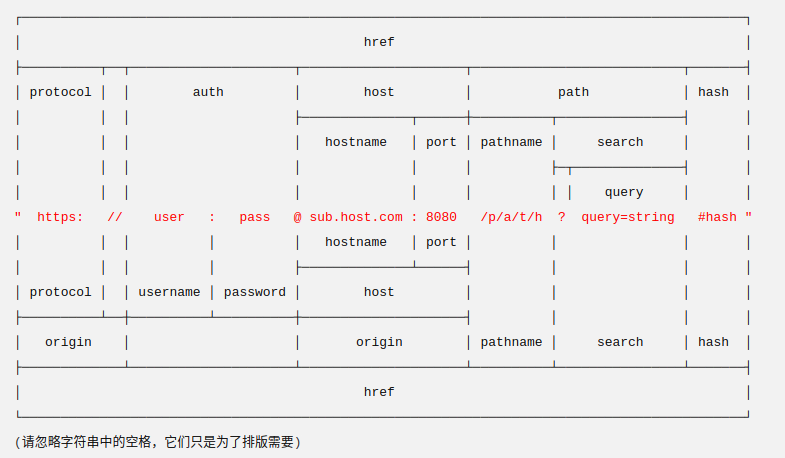 href
protocol auth host path hash
hostname port pathname search
query
" https: // user : pass @ sub.host.com : 8080 /p/a/t/h ? query=string #hash "
hostname port
protocol username password host
origin origin pathname search hash
href
(请忽略字符串中的空格，它们只是为了排版需要)